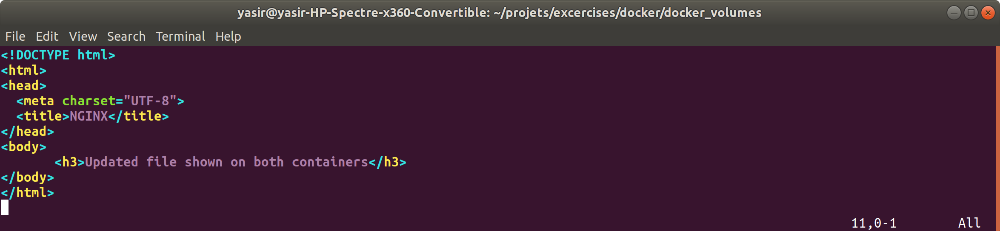 yasir@yasir-HP-Spectre-x360-Convertible: ~/projets/excercises/docker/docker_volumes
File Edit View Search Terminal Help
<!DOCTYPE html>
<html>
<head>
  <meta charset="UTF-8">
  <title>NGINX</title>
</head>
<body>
       <h3>Updated file shown on both containers</h3>
</body>
</html>
11,0-1 All